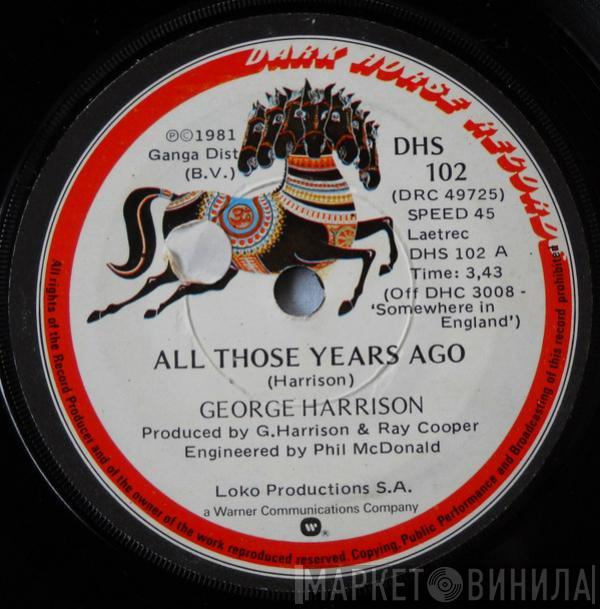 DARK HORSE RECORDS
℗©1981
Ganga Dist
(B.V.)
DHS
102
(DRC 49725)
SPEED 45
Laetrec
DHS 102 A
Time: 3,43
(Off DHC 3008 -
'Somewhere in
England')
ALL THOSE YEARS AGO
(Harrison)
GEORGE HARRISON
Produced by G.Harrison & Ray Cooper
Engineered by Phil McDonald
Loko Productions S.A.
a Warner Communications Company
W ®
All rights of the Record Producer and of the owner of the work reproduced reserved. Copying, Public Performance and Broadcasting of this record prohibited
МАРКЕТ ВИНИЛА